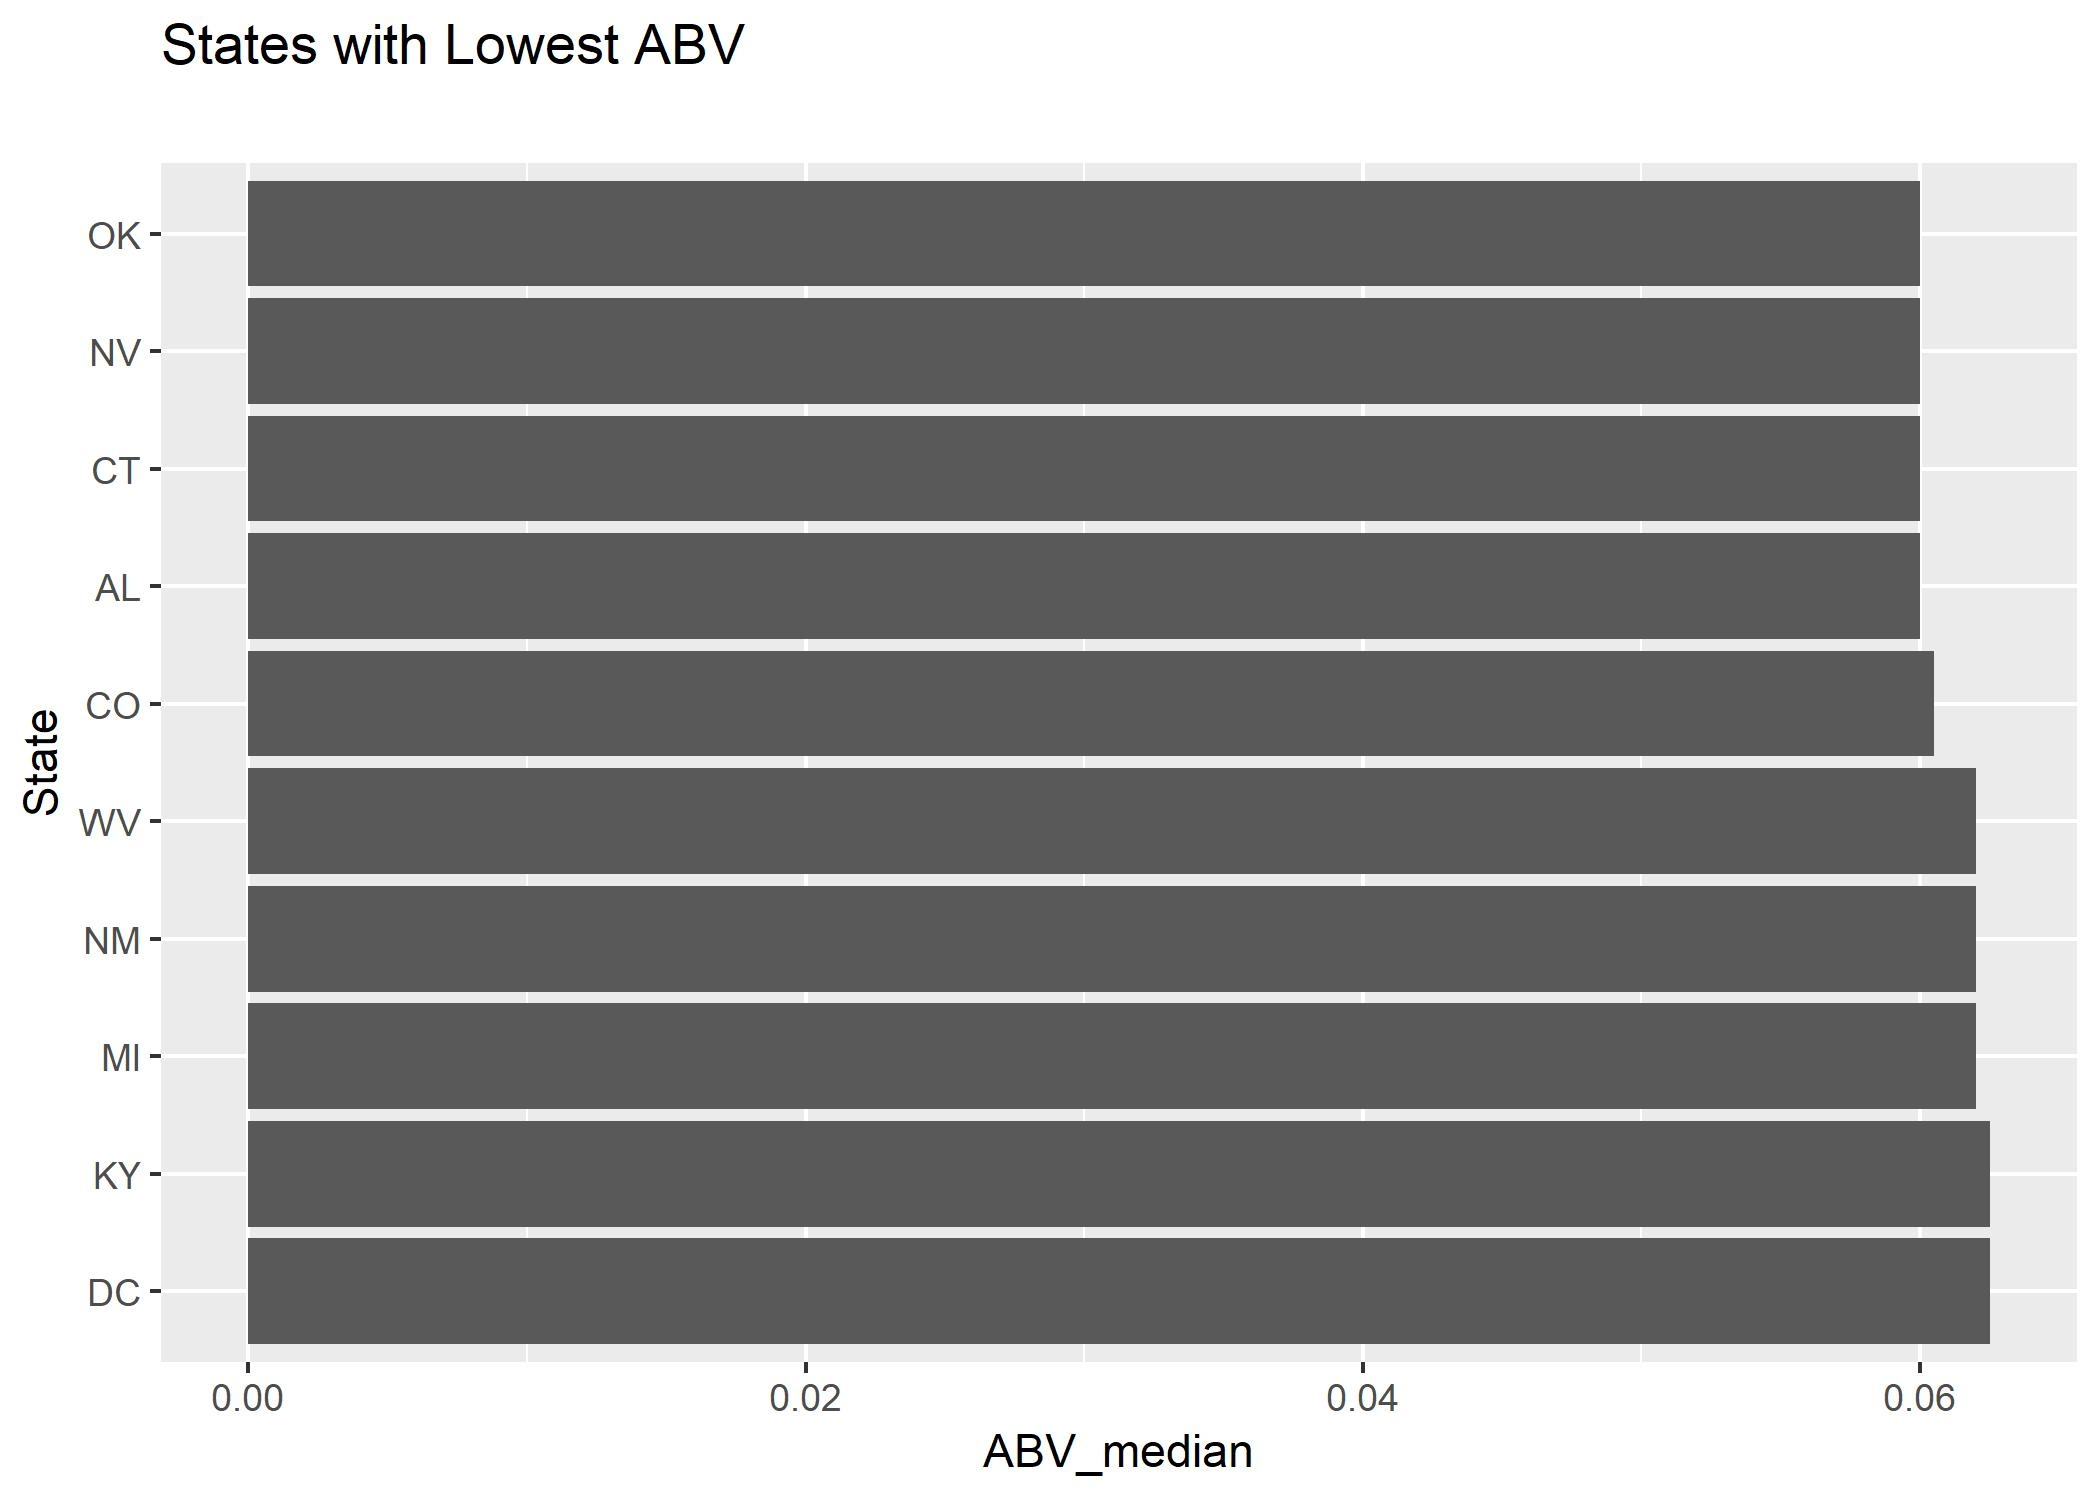 States with Lowest ABV
State
OK
NV
CT
AL
CO
WV
NM
MI
KY
DC
0.00 0.02 0.04 0.06
ABV_median